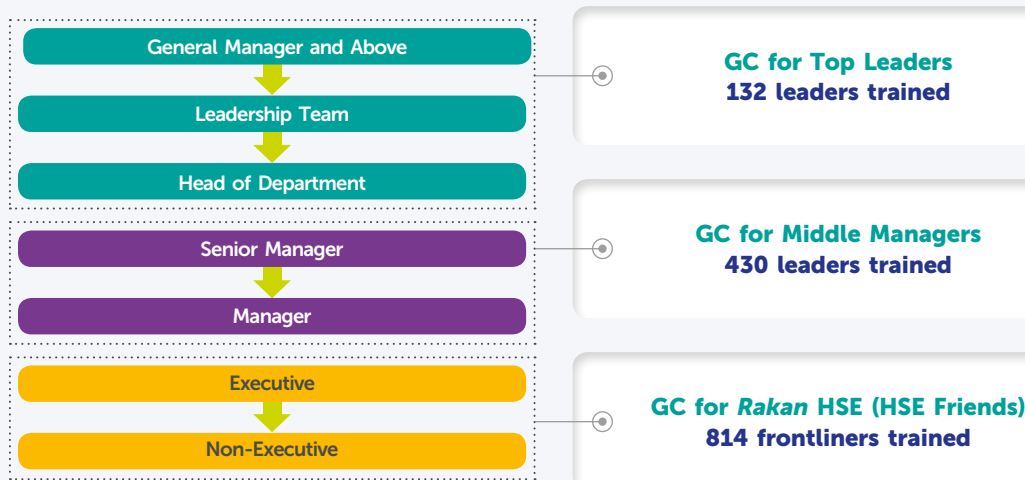 General Manager and Above
Leadership Team
Head of Department
GC for Top Leaders
132 leaders trained
Senior Manager
Manager
GC for Middle Managers
430 leaders trained
Executive
Non-Executive
GC for Rakan HSE (HSE Friends)
814 frontliners trained